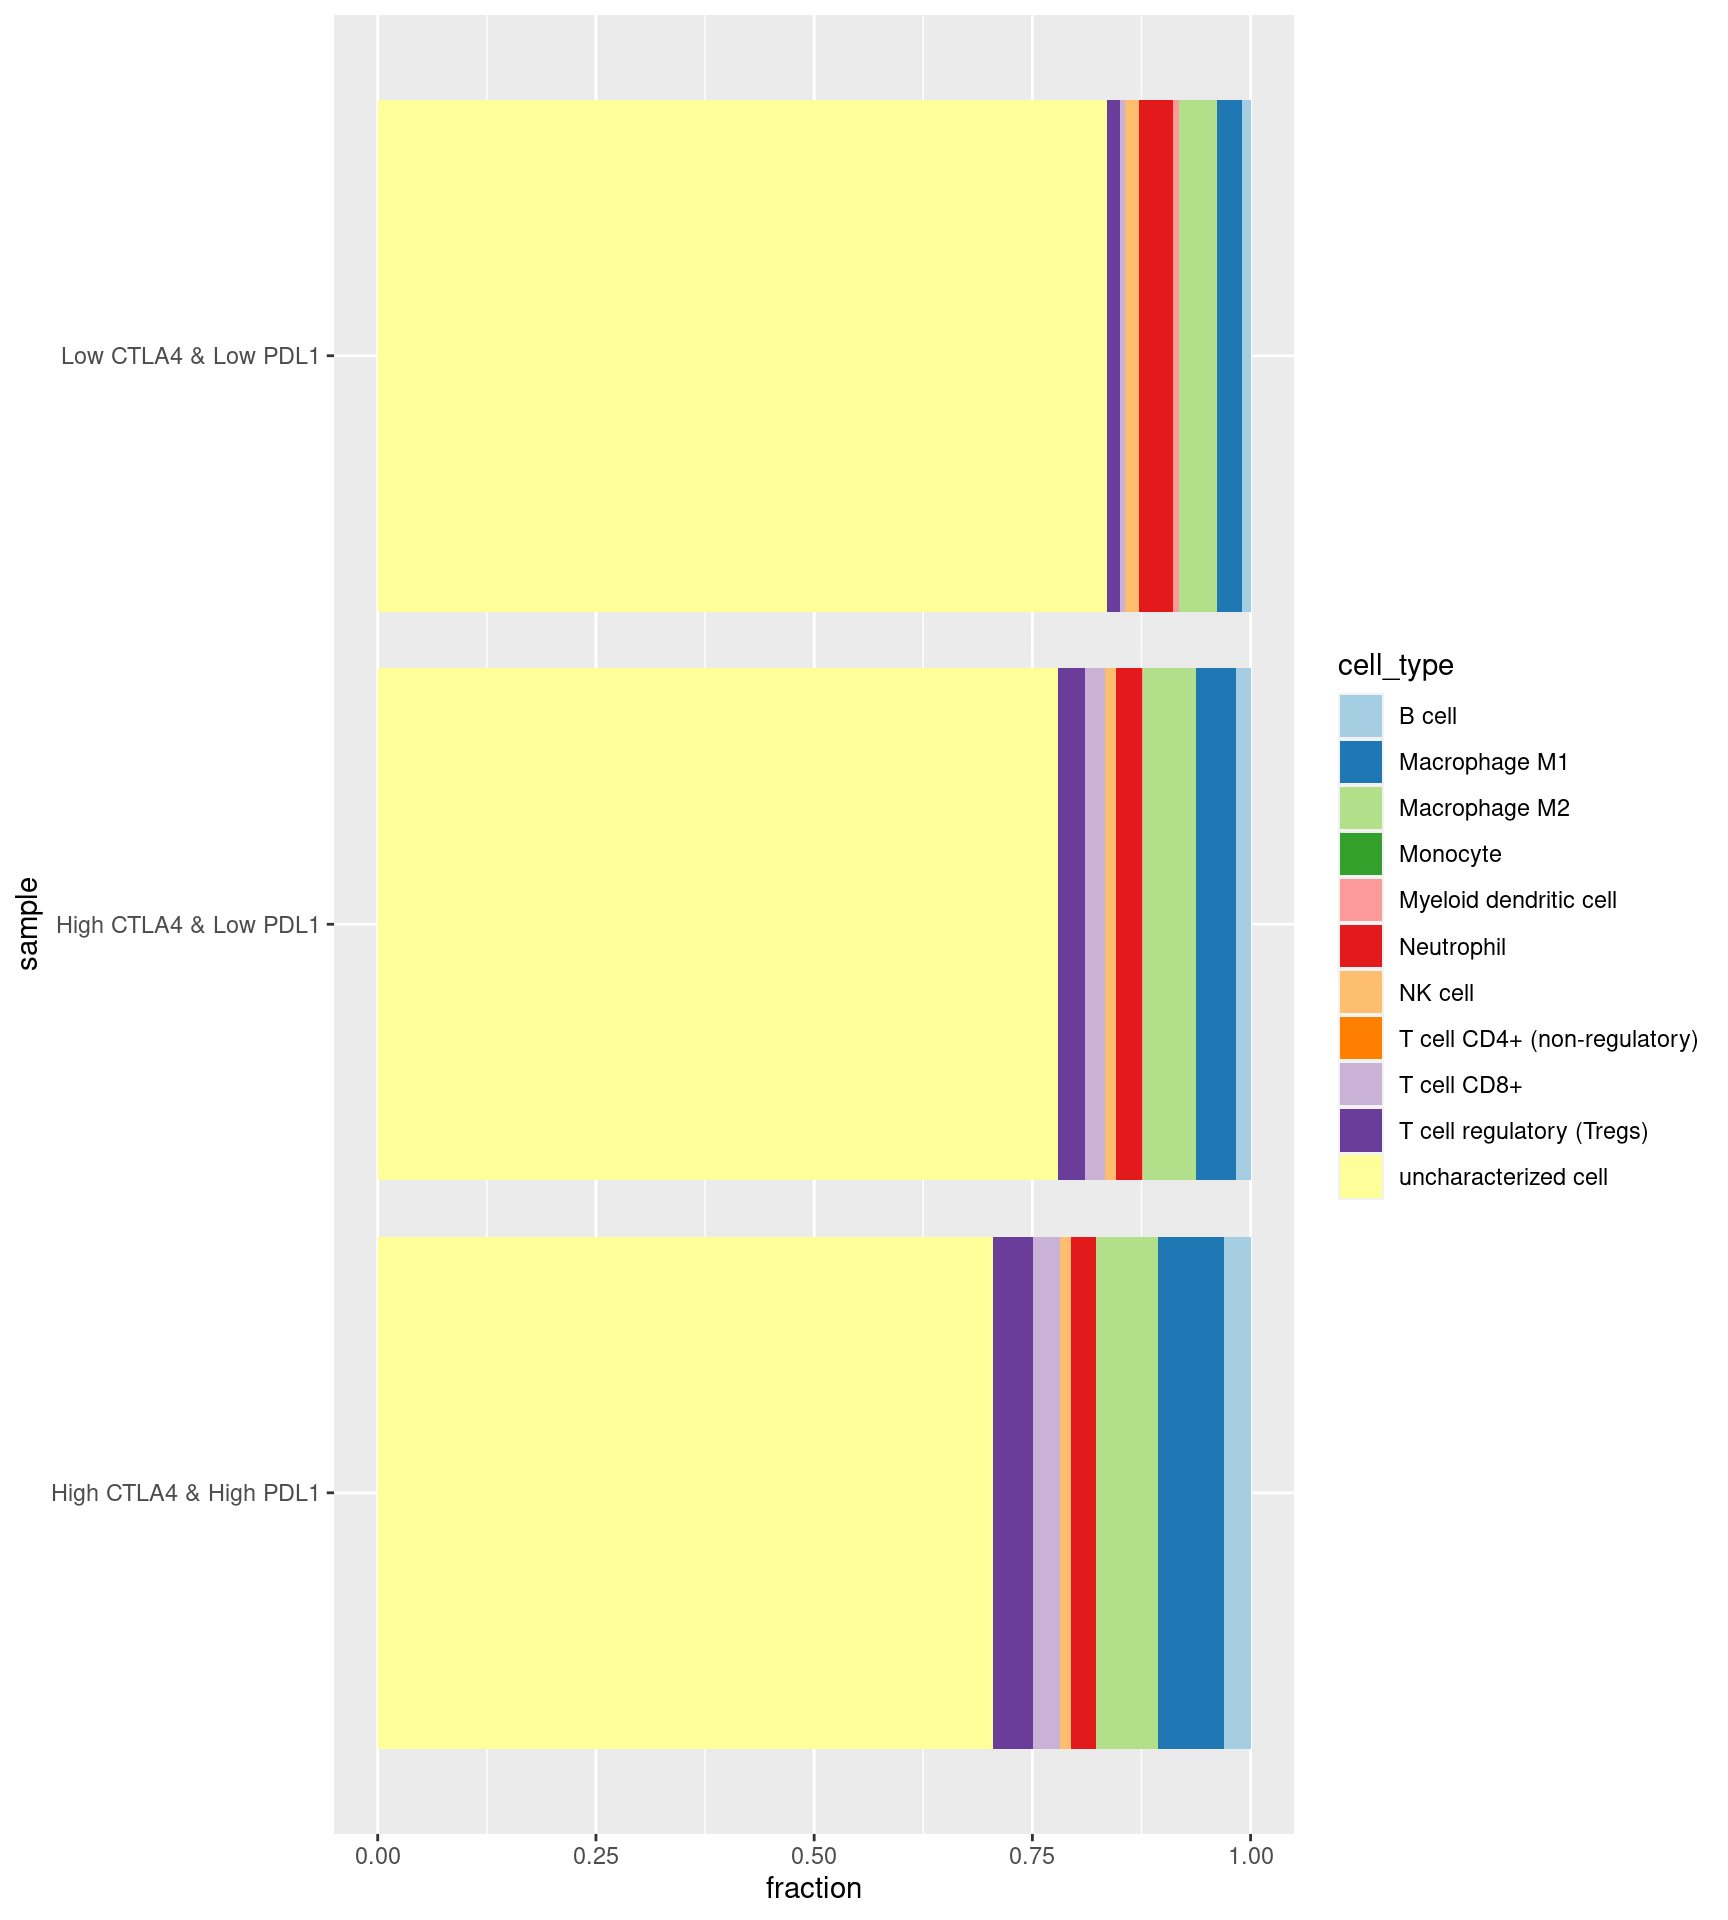 sample
Low CTLA4 & Low PDL1
High CTLA4 & Low PDL1
High CTLA4 & High PDL1
0.00 0.25 0.50 0.75 1.00
fraction
cell_type
B cell
Macrophage M1
Macrophage M2
Monocyte
Myeloid dendritic cell
Neutrophil
NK cell
T cell CD4+ (non-regulatory)
T cell CD8+
T cell regulatory (Tregs)
uncharacterized cell